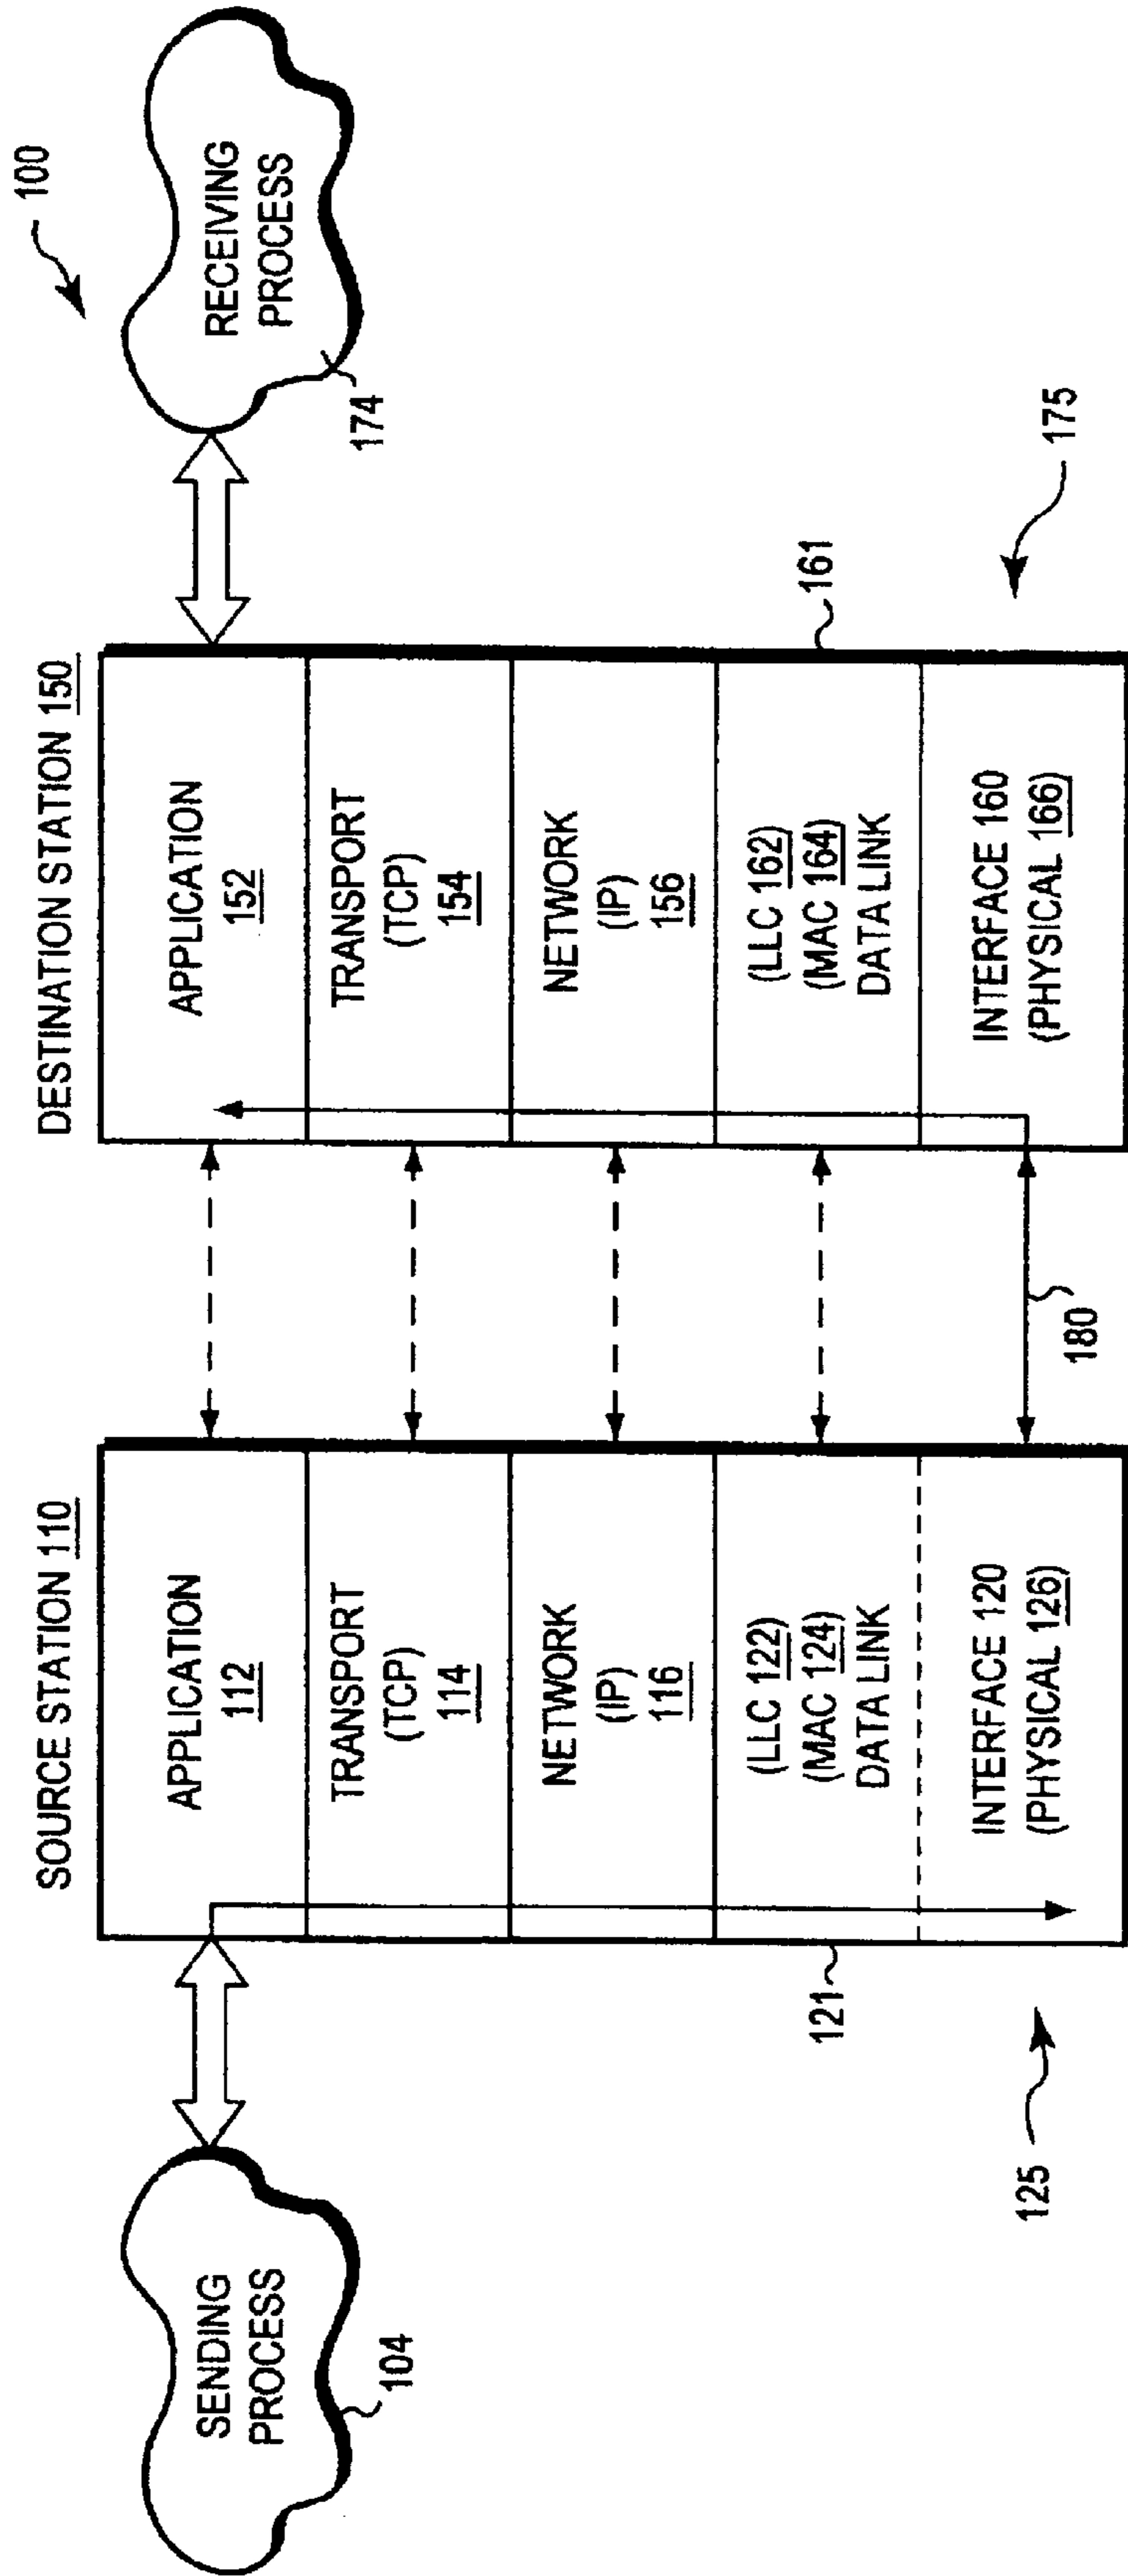 100
SENDING
PROCESS
104
SOURCE STATION 110
APPLICATION
112
TRANSPORT
(TCP)
114
NETWORK
(IP)
116
(LLC 122)
(MAC 124)
DATA LINK
INTERFACE 120
(PHYSICAL 126)
121
125
180
DESTINATION STATION 150
APPLICATION
152
TRANSPORT
(TCP)
154
NETWORK
(IP)
156
(LLC 162)
(MAC 164)
DATA LINK
INTERFACE 160
(PHYSICAL 166)
161
175
RECEIVING
PROCESS
174